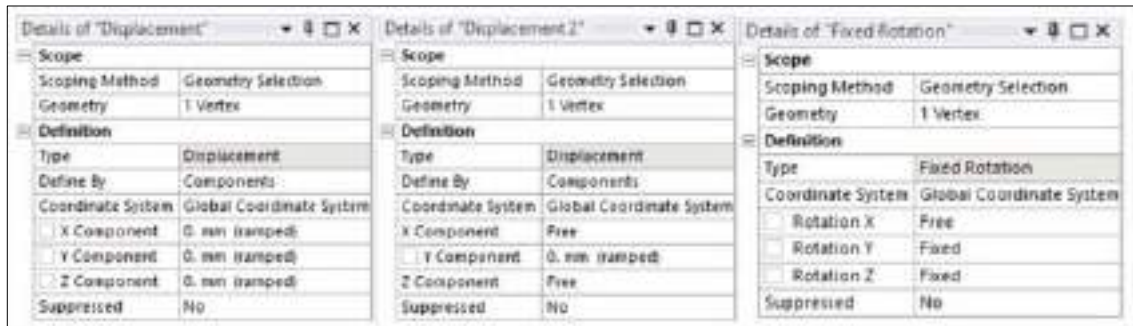 Details of "Displacement"
Scope
Scoping Method Geometry Selection
Geometry 1 Vertex
Definition
Type Displacement
Define By Components
Coordinate System Global Coordinate System
X Component 0. mm (ramped)
Y Component 0. mm (ramped)
Z Component 0. mm (ramped)
Suppressed No
Details of "Displacement 2"
Scope
Scoping Method Geometry Selection
Geometry 1 Vertex
Definition
Type Displacement
Define By Components
Coordinate System Global Coordinate System
X Component Free
Y Component 0. mm (ramped)
Z Component Free
Suppressed No
Details of "Fixed Rotation"
Scope
Scoping Method Geometry Selection
Geometry 1 Vertex
Definition
Type Fixed Rotation
Coordinate System Global Coordinate System
Rotation X Free
Rotation Y Fixed
Rotation Z Fixed
Suppressed No